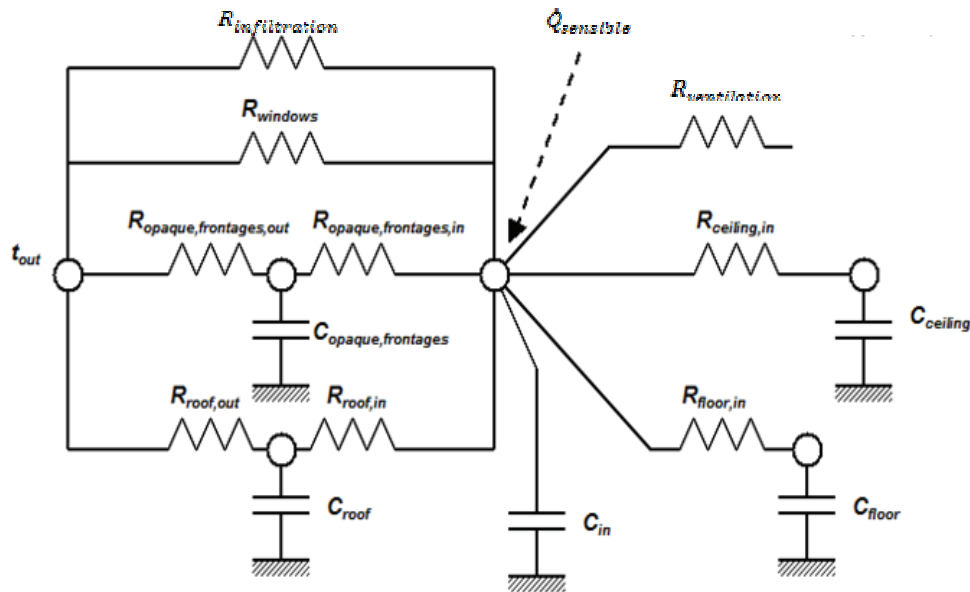 R_infiltration
Q̇_sensible
R_ventilation
R_windows
R_opaque,frontages,out
R_opaque,frontages,in
R_ceiling,in
t_out
C_opaque,frontages
C_ceiling
R_roof,out
R_roof,in
R_floor,in
C_roof
C_in
C_floor